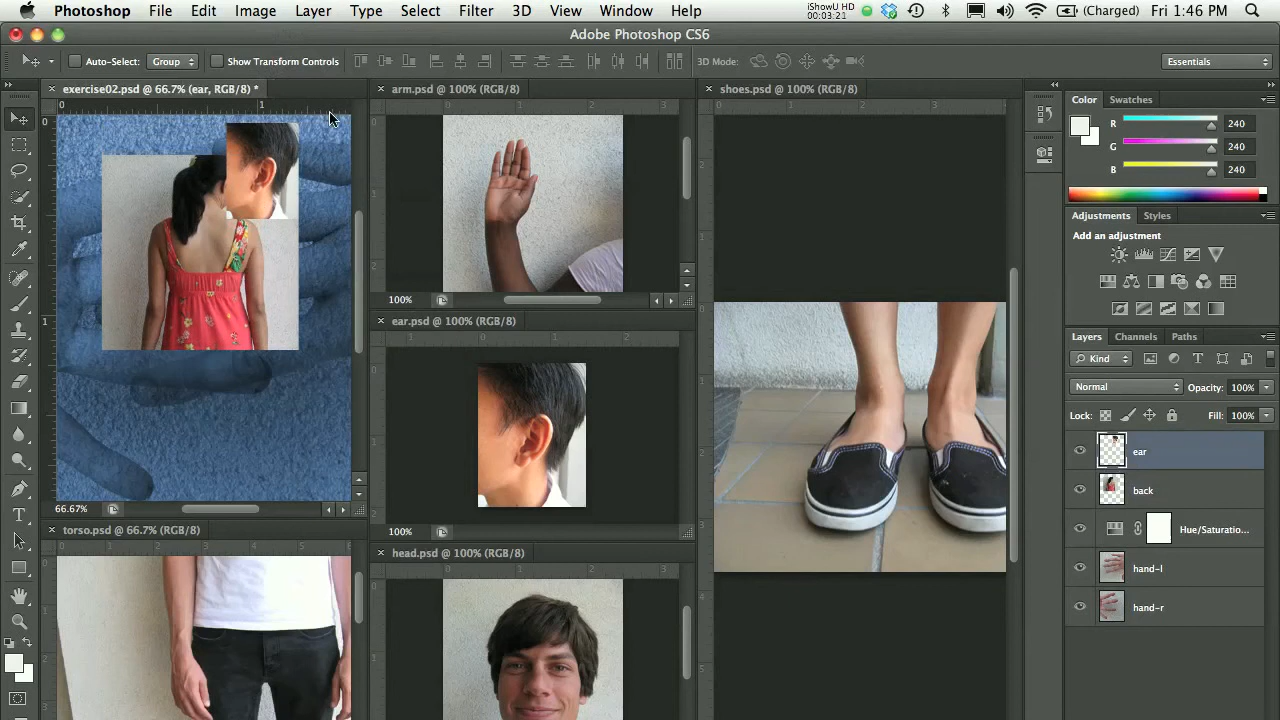 Photoshop File Edit Image Layer Type Select Filter 3D View Window Help iShowU HD 00:03:21 (Charged) Fri 1:46 PM
Adobe Photoshop CS6
Auto-Select: Group Show Transform Controls 3D Mode: Essentials
exercise02.psd @ 66.7% (ear, RGB/8) * arm.psd @ 100% (RGB/8) shoes.psd @ 100% (RGB/8)
Color Swatches
R 240
G 240
B 240
Adjustments Styles
Add an adjustment
100%
ear.psd @ 100% (RGB/8)
Layers Channels Paths
Kind
Normal Opacity: 100%
Lock: Fill: 100%
ear
back
Hue/Saturatio...
hand-l
hand-r
66.67%
100%
torso.psd @ 66.7% (RGB/8)
head.psd @ 100% (RGB/8)